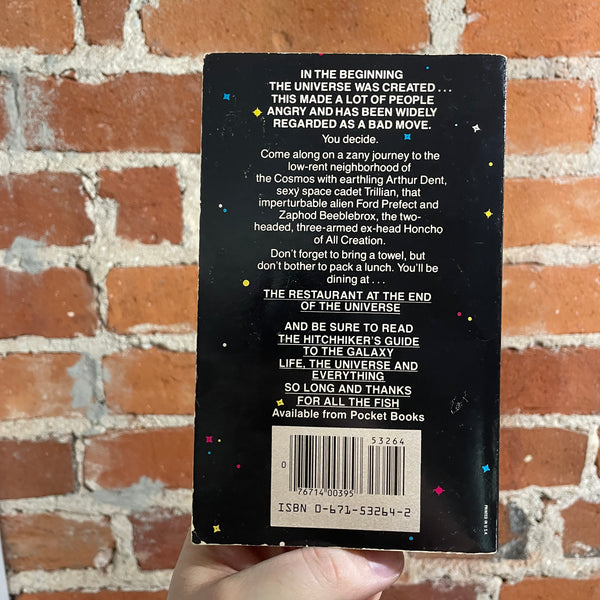 IN THE BEGINNING
THE UNIVERSE WAS CREATED...
THIS MADE A LOT OF PEOPLE
ANGRY AND HAS BEEN WIDELY
REGARDED AS A BAD MOVE.
You decide.
Come along on a zany journey to the
low-rent neighborhood of
the Cosmos with earthling Arthur Dent,
sexy space cadet Trillian, that
imperturbable alien Ford Prefect and
Zaphod Beeblebrox, the two-
headed, three-armed ex-head Honcho
of All Creation.
Don't forget to bring a towel, but
don't bother to pack a lunch. You'll be
dining at...
THE RESTAURANT AT THE END
OF THE UNIVERSE
AND BE SURE TO READ
THE HITCHHIKER'S GUIDE
TO THE GALAXY
LIFE, THE UNIVERSE AND
EVERYTHING
SO LONG AND THANKS
FOR ALL THE FISH
Available from Pocket Books
53264
0
76714 00395
ISBN 0-671-53264-2
PRINTED IN U.S.A.